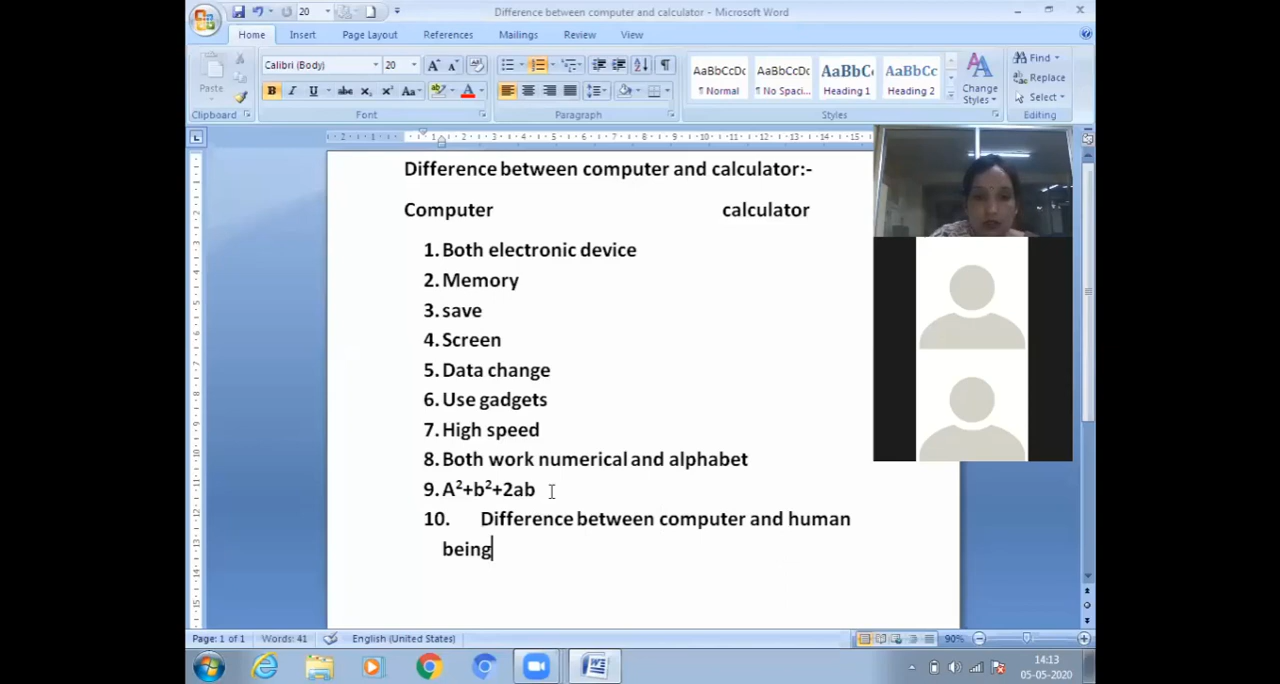 20
Difference between computer and calculator - Microsoft Word
Home Insert Page Layout References Mailings Review View
Paste
Clipboard
Calibri (Body) 20
B I U abc x₂ x² Aa A
Font
Paragraph
AaBbCcDc AaBbCcDc AaBbC AaBbCc
¶ Normal ¶ No Spaci... Heading 1 Heading 2
Change Styles
Styles
Find
Replace
Select
Editing
Difference between computer and calculator:-
Computer calculator
1. Both electronic device
2. Memory
3. save
4. Screen
5. Data change
6. Use gadgets
7. High speed
8. Both work numerical and alphabet
9. A²+b²+2ab
10. Difference between computer and human
being
Page: 1 of 1 Words: 41 English (United States) 90%
14:13
05-05-2020